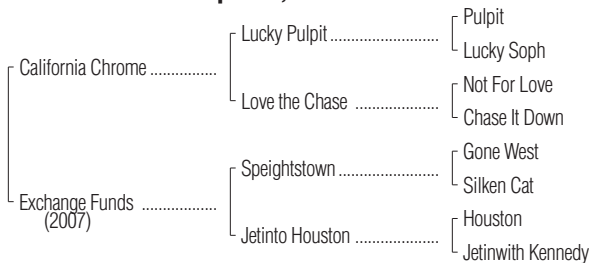 Pulpit
Lucky Pulpit
Lucky Soph
California Chrome
Not For Love
Love the Chase
Chase It Down
Gone West
Speightstown
Silken Cat
Exchange Funds
(2007)
Houston
Jetinto Houston
Jetinwith Kennedy